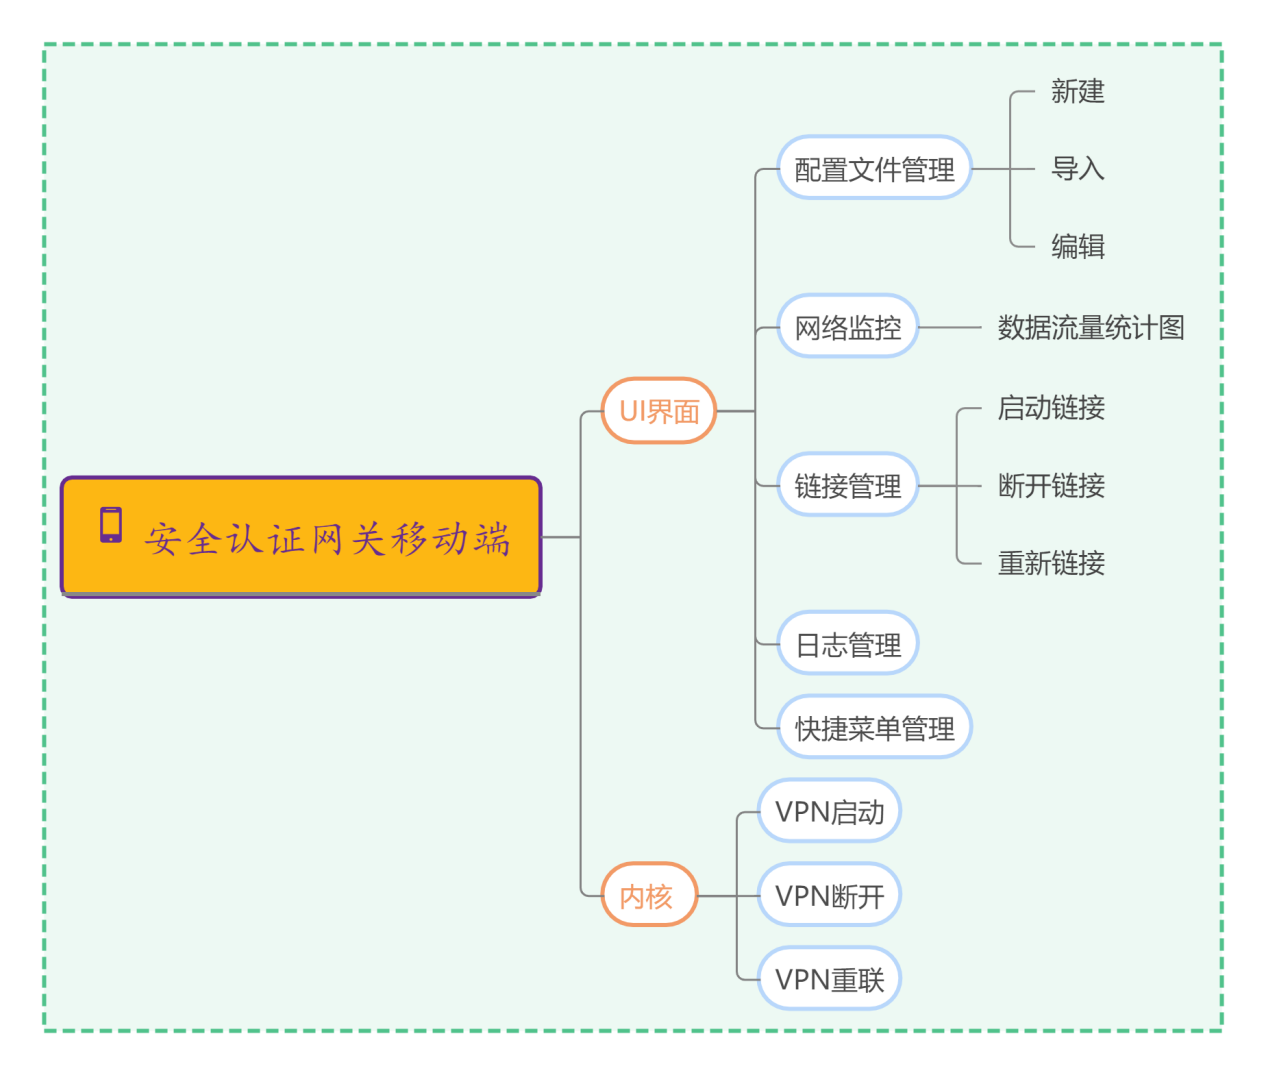 安全认证网关移动端
UI界面
配置文件管理
新建
导入
编辑
网络监控
数据流量统计图
链接管理
启动链接
断开链接
重新链接
日志管理
快捷菜单管理
内核
VPN启动
VPN断开
VPN重联